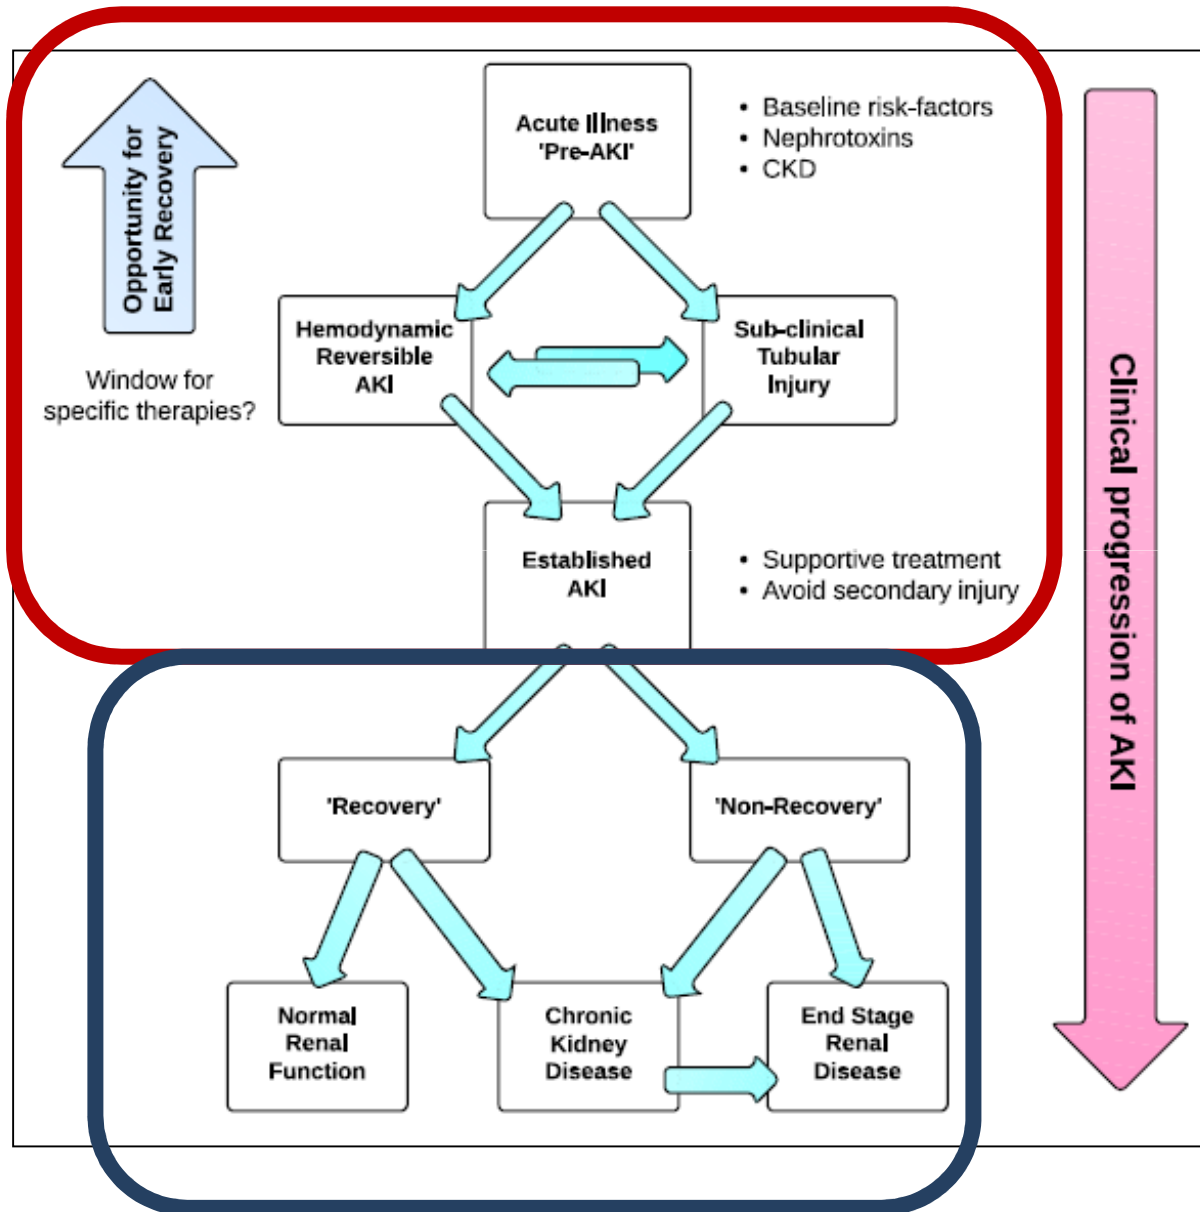 Acute Illness
'Pre-AKI'
• Baseline risk-factors
• Nephrotoxins
• CKD
Opportunity for
Early Recovery
Window for
specific therapies?
Hemodynamic
Reversible
AKI
Sub-clinical
Tubular
Injury
Established
AKI
• Supportive treatment
• Avoid secondary injury
Clinical progression of AKI
'Recovery'
'Non-Recovery'
Normal
Renal
Function
Chronic
Kidney
Disease
End Stage
Renal
Disease